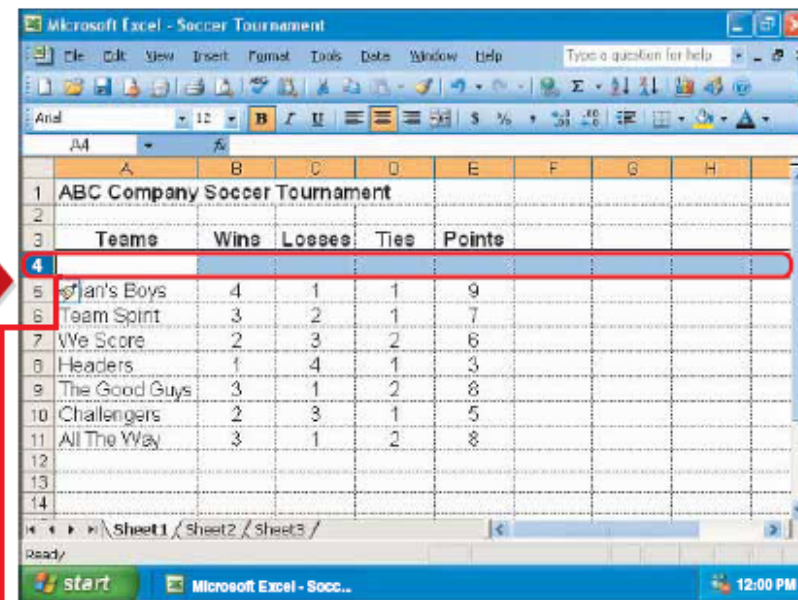 Microsoft Excel - Soccer Tournament
File Edit View Insert Format Tools Data Window Help Type a question for help
Arial 12 B I U $ % ,
A4 fx
A B C D E F G H
1 ABC Company Soccer Tournament
2
3 Teams Wins Losses Ties Points
4
5 an's Boys 4 1 1 9
6 Team Spirit 3 2 1 7
7 We Score 2 3 2 6
8 Headers 1 4 1 3
9 The Good Guys 3 1 2 8
10 Challengers 2 3 1 5
11 All The Way 3 1 2 8
12
13
14
Sheet1 / Sheet2 / Sheet3 /
Ready
start Microsoft Excel - Socc... 12:00 PM